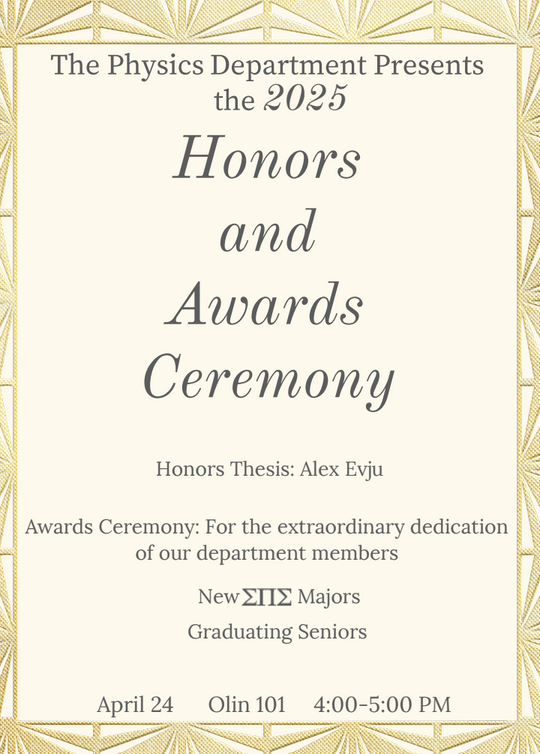 The Physics Department Presents
the 2025
Honors
and
Awards
Ceremony
Honors Thesis: Alex Evju
Awards Ceremony: For the extraordinary dedication
of our department members
New ΣΠΣ Majors
Graduating Seniors
April 24 Olin 101 4:00-5:00 PM